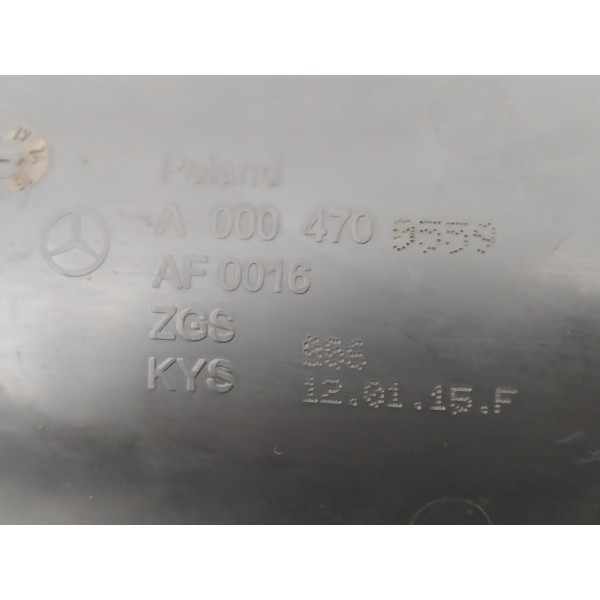 Poland
A 000 470
AF 0016
ZGS
KYS 12.01.15.F